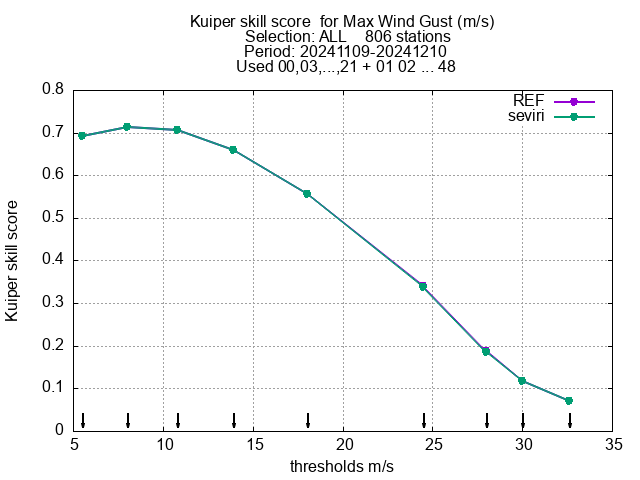 Kuiper skill score  for Max Wind Gust (m/s)
Selection: ALL    806 stations
Period: 20241109-20241210
Used 00,03,...,21 + 01 02 ... 48
REF
seviri
0.8
0.7
0.6
0.5
0.4
0.3
0.2
0.1
0
Kuiper skill score
5 10 15 20 25 30 35
thresholds m/s